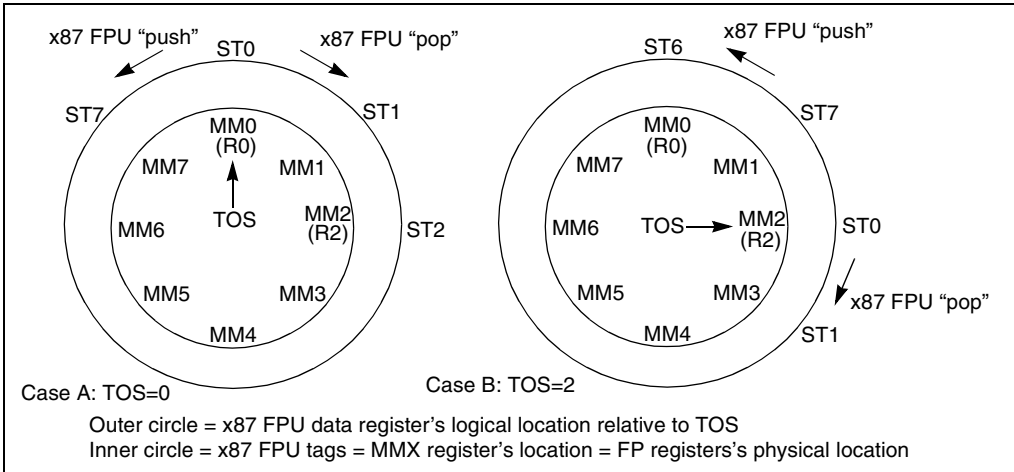 x87 FPU “push”
x87 FPU “pop”
ST0
ST7
ST1
MM0
(R0)
MM7
MM1
TOS
MM2
(R2)
MM6
ST2
MM5
MM3
MM4
Case A: TOS=0
x87 FPU “push”
ST6
ST7
MM0
(R0)
MM7
MM1
MM6
TOS
MM2
(R2)
ST0
MM5
MM3
x87 FPU “pop”
MM4
ST1
Case B: TOS=2
Outer circle = x87 FPU data register’s logical location relative to TOS
Inner circle = x87 FPU tags = MMX register’s location = FP registers’s physical location